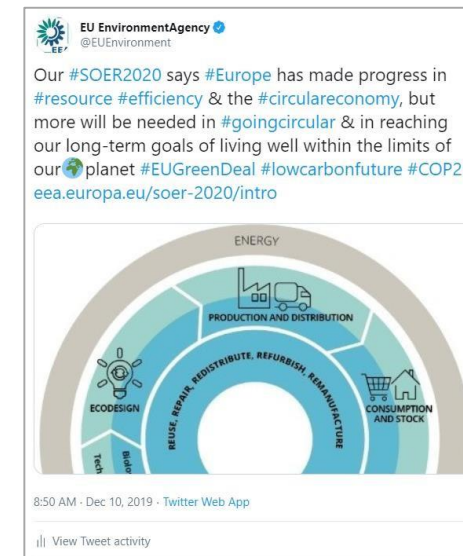 EU EnvironmentAgency
@EUEnvironment
Our #SOER2020 says #Europe has made progress in
#resource #efficiency & the #circulareconomy, but
more will be needed in #goingcircular & in reaching
our long-term goals of living well within the limits of
our🌍planet #EUGreenDeal #lowcarbonfuture #COP2
eea.europa.eu/soer-2020/intro
ENERGY
PRODUCTION AND DISTRIBUTION
REUSE, REPAIR, REDISTRIBUTE, REFURBISH, REMANUFACTURE
ECODESIGN
CONSUMPTION
AND STOCK
Tech
Biolo
8:50 AM · Dec 10, 2019 · Twitter Web App
View Tweet activity